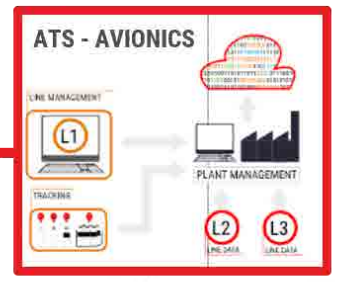 ATS - AVIONICS
LINE MANAGEMENT
L1
PLANT MANAGEMENT
TRACKING
L2
L3
LINE DATA
LINE DATA